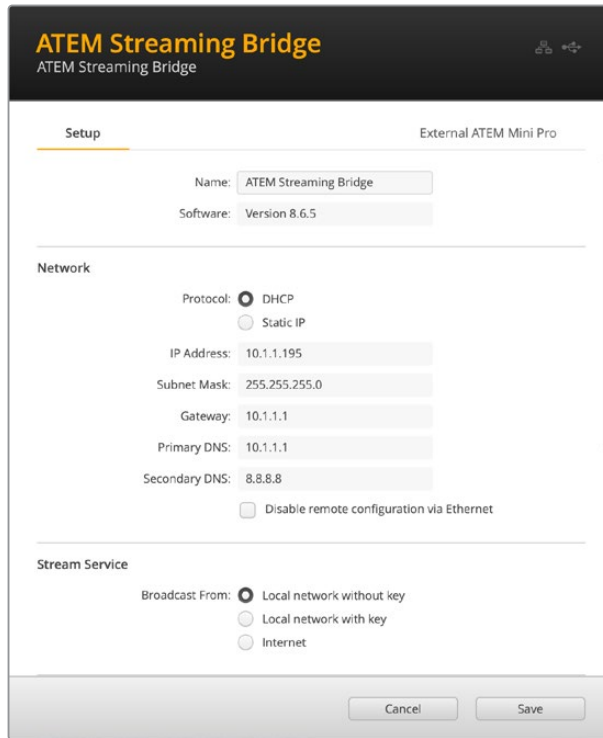 ATEM Streaming Bridge
ATEM Streaming Bridge
Setup External ATEM Mini Pro
Name: ATEM Streaming Bridge
Software: Version 8.6.5
Network
Protocol: DHCP
Static IP
IP Address: 10.1.1.195
Subnet Mask: 255.255.255.0
Gateway: 10.1.1.1
Primary DNS: 10.1.1.1
Secondary DNS: 8.8.8.8
Disable remote configuration via Ethernet
Stream Service
Broadcast From: Local network without key
Local network with key
Internet
Cancel Save